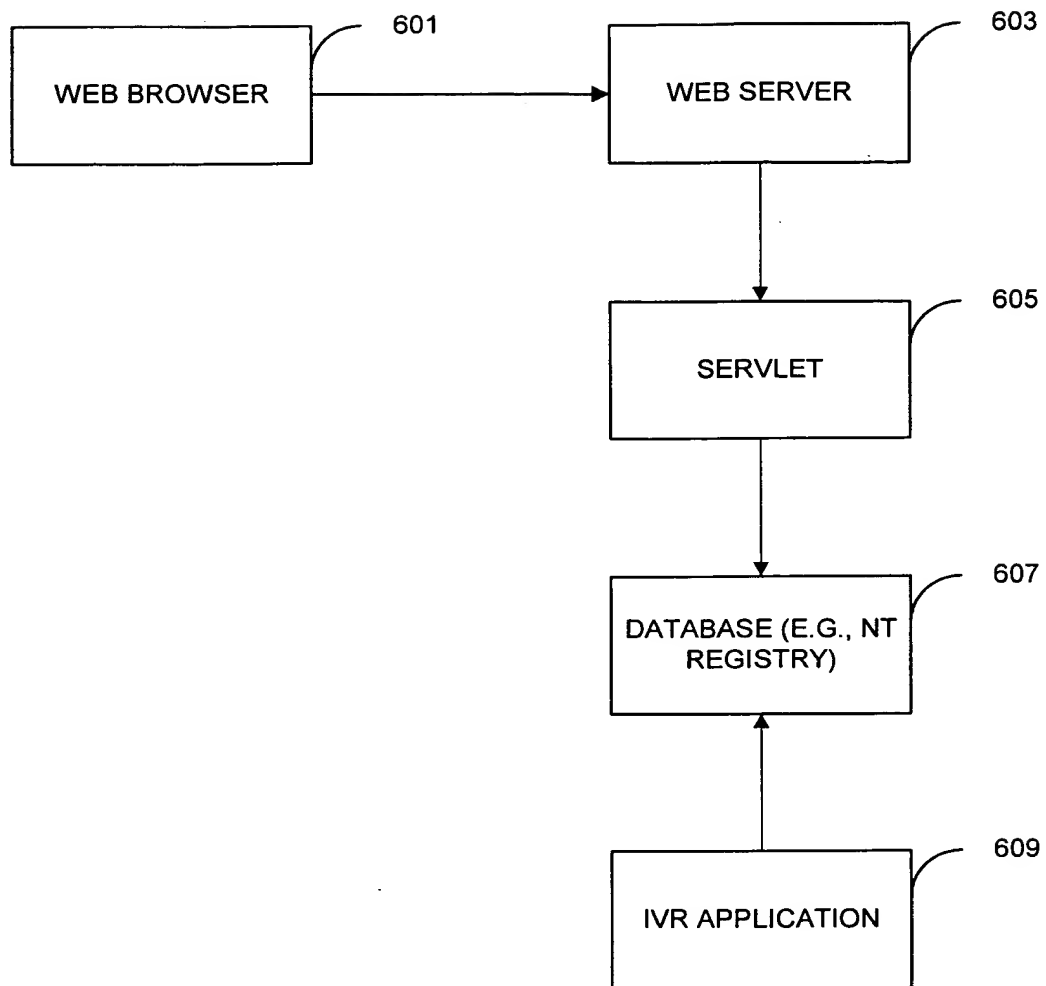 601
603
WEB BROWSER
WEB SERVER
605
SERVLET
607
DATABASE (E.G., NT
REGISTRY)
609
IVR APPLICATION